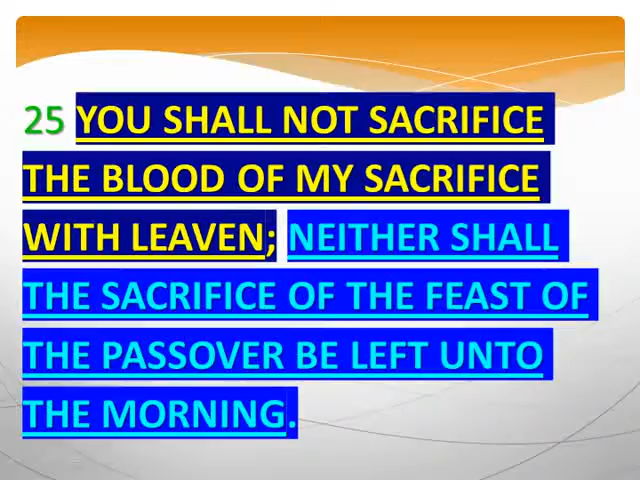 25 YOU SHALL NOT SACRIFICE
THE BLOOD OF MY SACRIFICE
WITH LEAVEN; NEITHER SHALL
THE SACRIFICE OF THE FEAST OF
THE PASSOVER BE LEFT UNTO
THE MORNING.